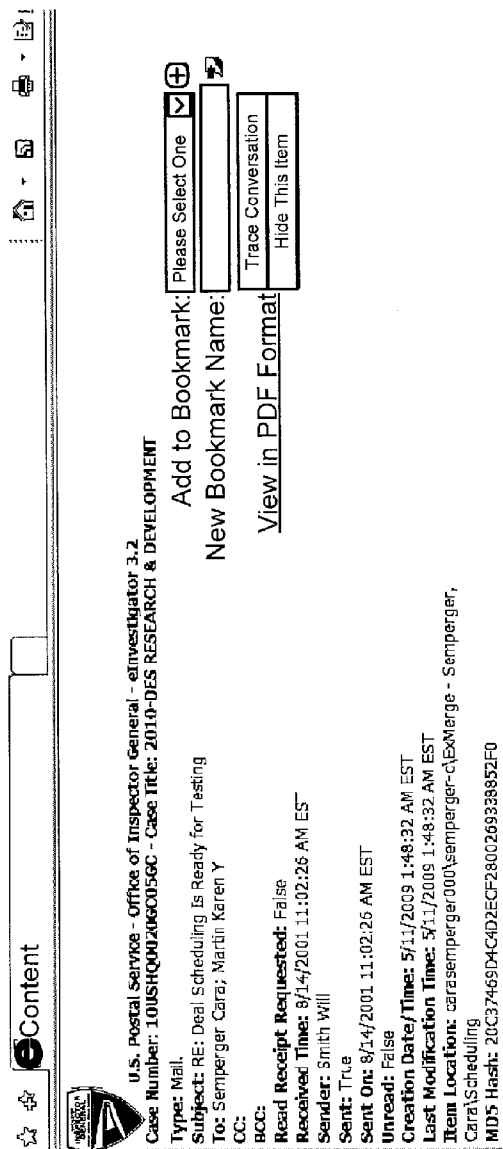 eContent
U.S. Postal Service - Office of Inspector General - eInvestigator 3.2
Case Number: 10USHQ0020GC05GC - Case Title: 2010-DES RESEARCH & DEVELOPMENT
Type: Mail.
Subject: RE: Deal Scheduling Is Ready for Testing
To: Semperger Cara; Martin Karen Y
CC:
BCC:
Read Receipt Requested: False
Received Time: 8/14/2001 11:02:26 AM EST
Sender: Smith Will
Sent: True
Sent On: 8/14/2001 11:02:26 AM EST
Unread: False
Creation Date/Time: 5/11/2009 1:48:32 AM EST
Last Modification Time: 5/11/2009 1:48:32 AM EST
Item Location: carasemperger000\semperger-c\ExMerge - Semperger,
Cara\Scheduling
MD5 Hash: 20C37469D4C4D2ECF2800269338852F0
Add to Bookmark: Please Select One
New Bookmark Name:
Trace Conversation
View in PDF Format Hide This Item